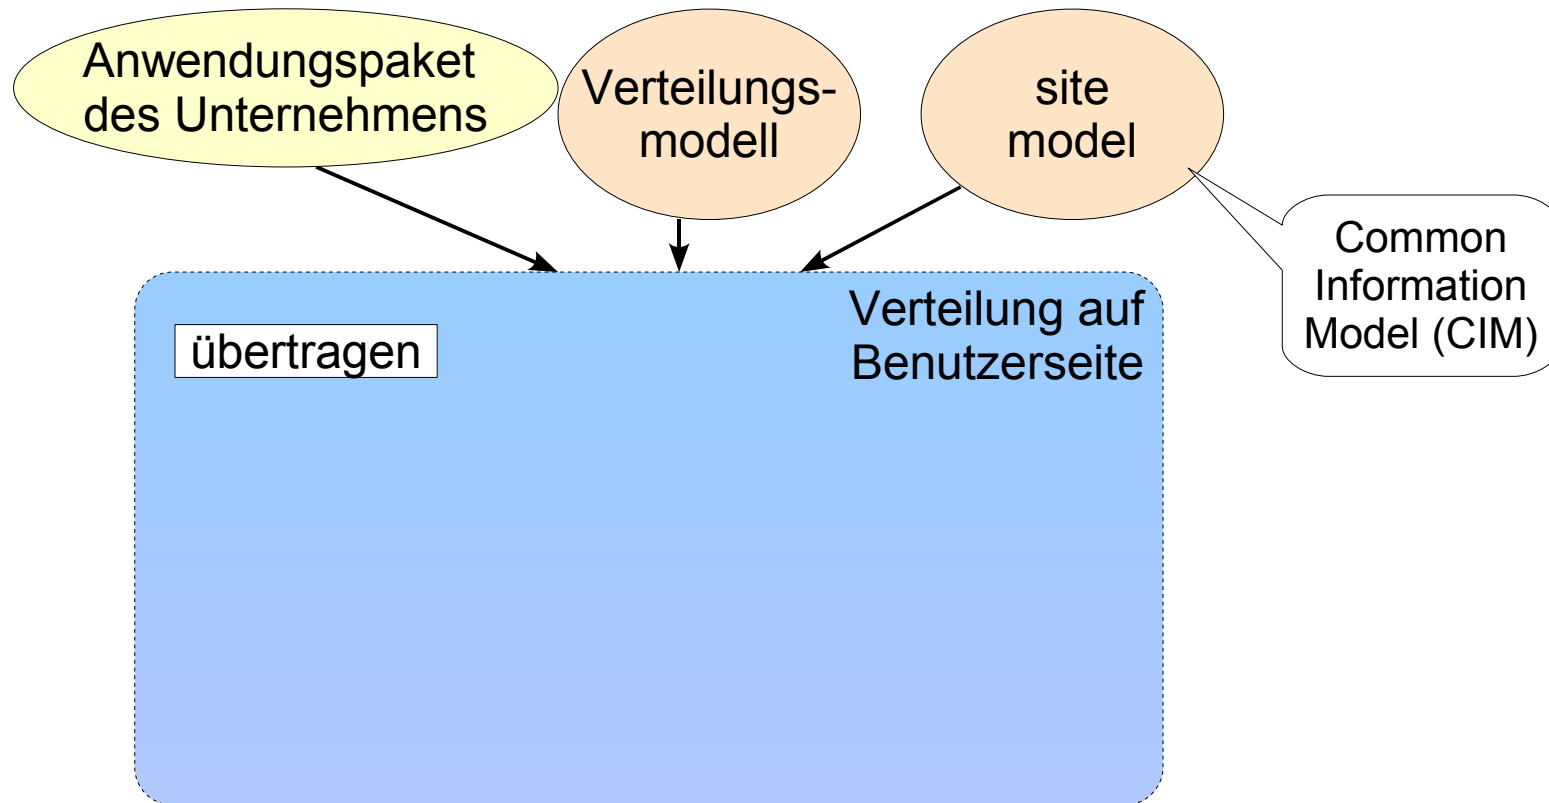 Anwendungspaket
des Unternehmens
Verteilungs-
modell
site
model
Common
Information
Model (CIM)
Verteilung auf
Benutzerseite
übertragen